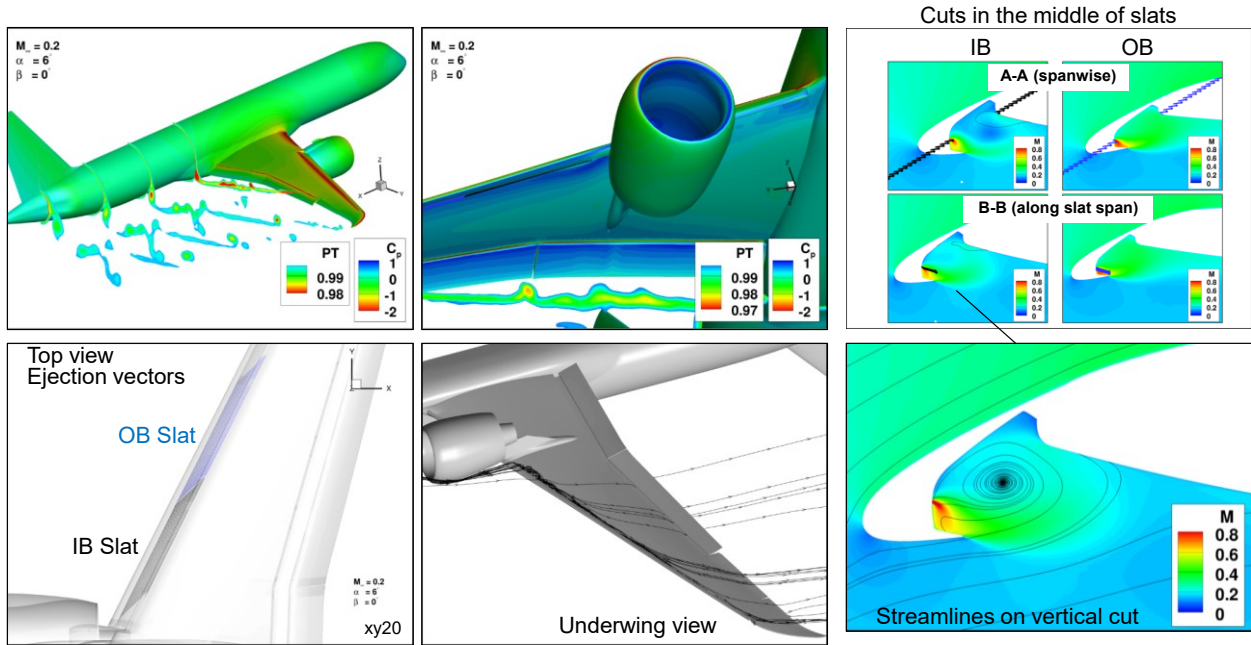 Cuts in the middle of slats
M∞ = 0.2
α = 6°
β = 0°
Z
X
Y
PT
0.99
0.98
Cp
1
0
-1
-2
M∞ = 0.2
α = 6°
β = 0°
PT
0.99
0.98
0.97
Cp
1
0
-1
-2
IB
OB
A-A (spanwise)
M
0.8
0.6
0.4
0.2
0
M
0.8
0.6
0.4
0.2
0
B-B (along slat span)
M
0.8
0.6
0.4
0.2
0
M
0.8
0.6
0.4
0.2
0
Top view
Ejection vectors
Y
X
OB Slat
IB Slat
M∞ = 0.2
α = 6°
β = 0°
xy20
Underwing view
M
0.8
0.6
0.4
0.2
0
Streamlines on vertical cut